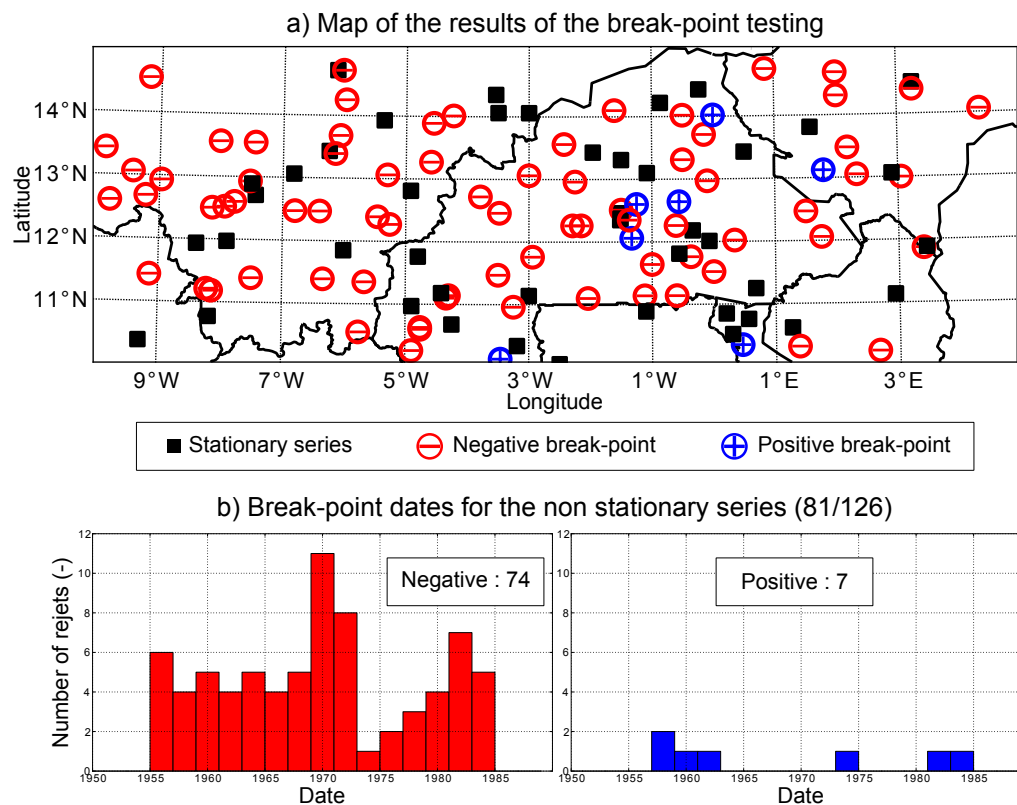 a) Map of the results of the break-point testing
Latitude
14°N
13°N
12°N
11°N
9°W 7°W 5°W 3°W 1°W 1°E 3°E
Longitude
Stationary series Negative break-point Positive break-point
b) Break-point dates for the non stationary series (81/126)
Number of rejets (-)
12
10
8
6
4
2
0
Negative : 74
1950 1955 1960 1965 1970 1975 1980 1985
Date
12
10
8
6
4
2
0
Positive : 7
1950 1955 1960 1965 1970 1975 1980 1985
Date